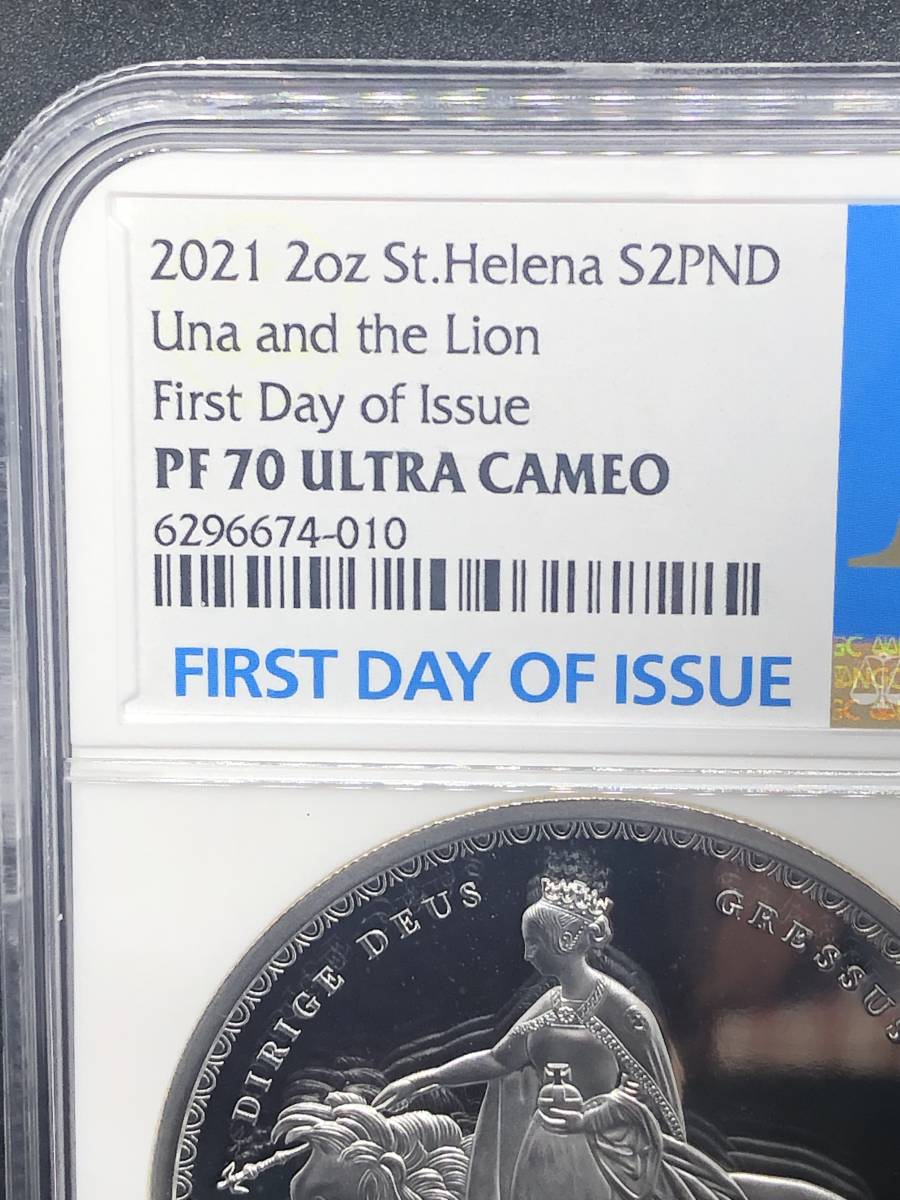 2021 2oz St.Helena S2PND
Una and the Lion
First Day of Issue
PF 70 ULTRA CAMEO
6296674-010
FIRST DAY OF ISSUE
DIRIGE DEUS GRESSUS